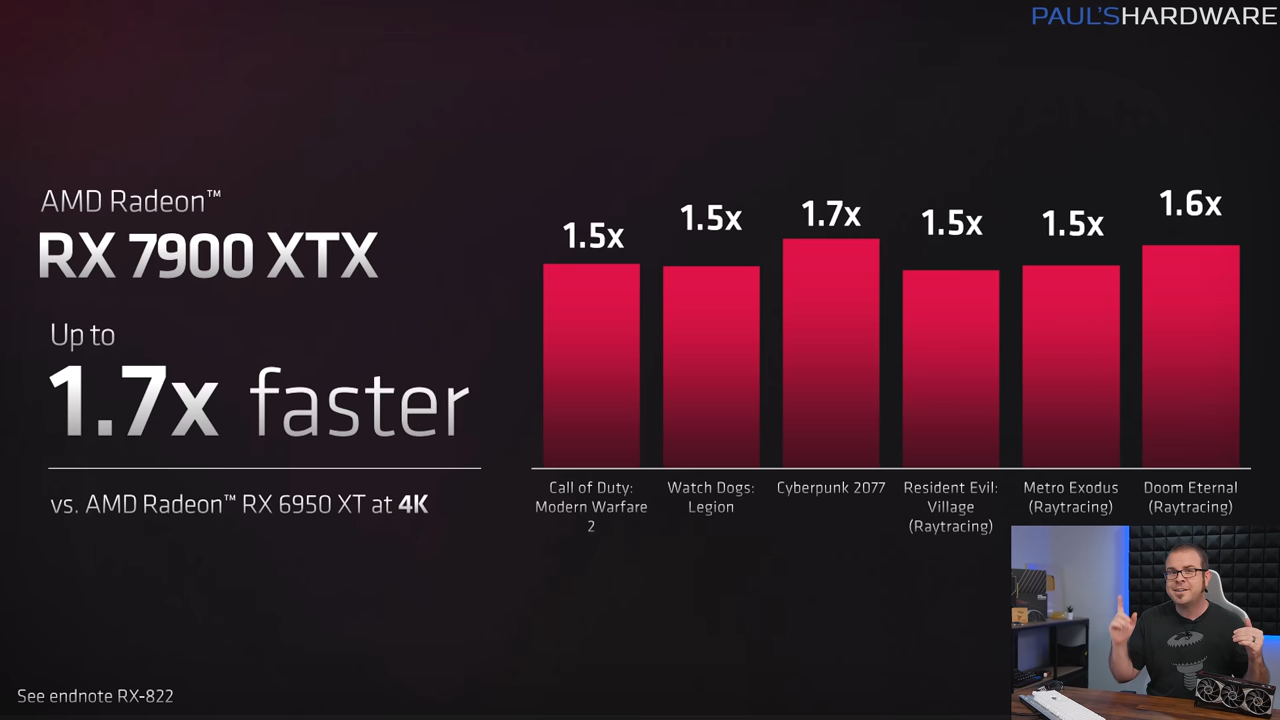 PAUL'SHARDWARE
AMD Radeon™
RX 7900 XTX
Up to
1.7x faster
vs. AMD Radeon™ RX 6950 XT at 4K
1.5x
1.5x
1.7x
1.5x
1.5x
1.6x
Call of Duty:
Modern Warfare
2
Watch Dogs:
Legion
Cyberpunk 2077
Resident Evil:
Village
(Raytracing)
Metro Exodus
(Raytracing)
Doom Eternal
(Raytracing)
See endnote RX-822